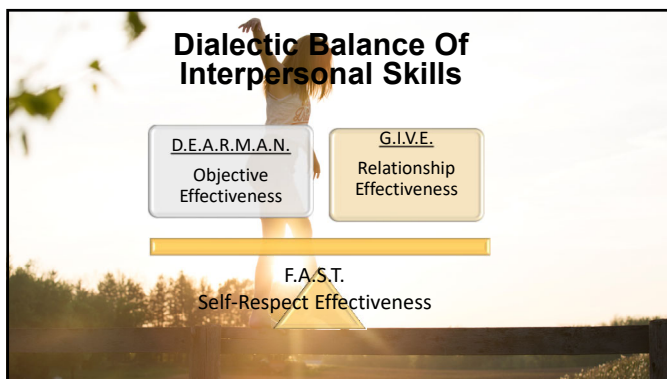 Dialectic Balance Of
Interpersonal Skills
D.E.A.R.M.A.N.
Objective
Effectiveness
G.I.V.E.
Relationship
Effectiveness
F.A.S.T.
Self-Respect Effectiveness